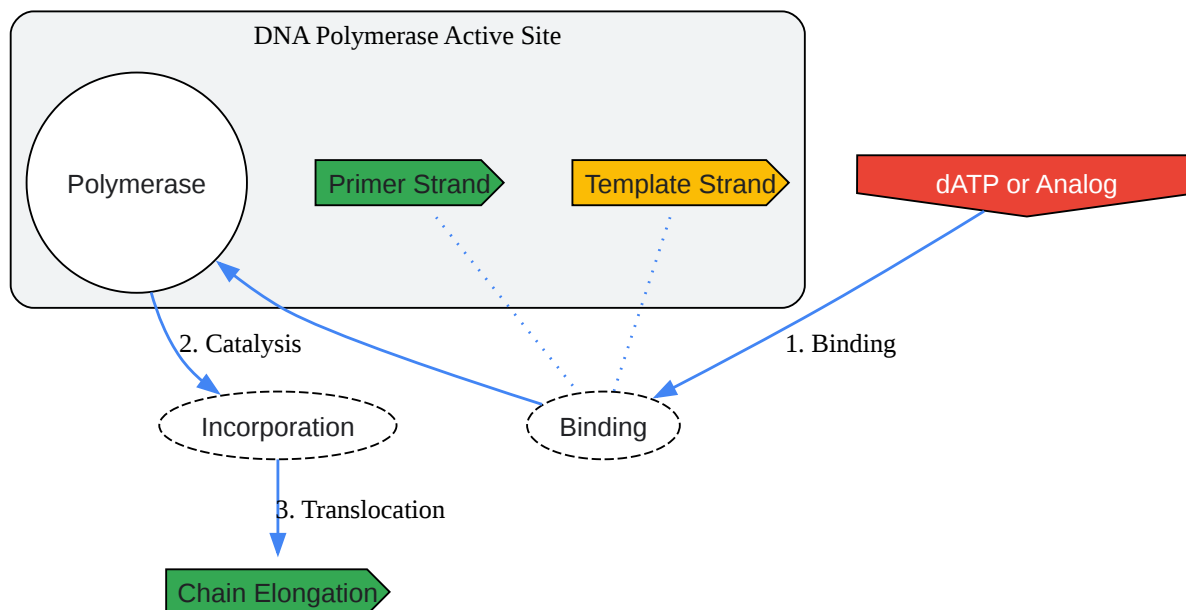 DNA Polymerase Active Site
Polymerase
Primer Strand
Template Strand
dATP or Analog
2. Catalysis
1. Binding
Incorporation
Binding
3. Translocation
Chain Elongation